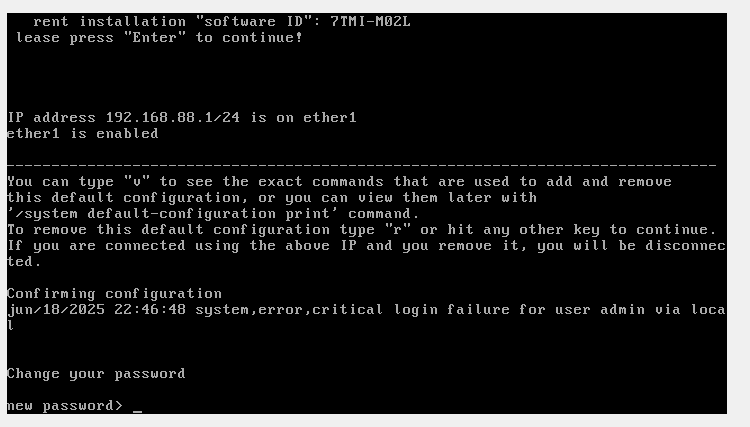 rent installation "software ID": 7TMI-M02L
lease press "Enter" to continue!
IP address 192.168.88.1/24 is on ether1
ether1 is enabled
--------------------------------------------------------------------------------
You can type "v" to see the exact commands that are used to add and remove
this default configuration, or you can view them later with
'/system default-configuration print' command.
To remove this default configuration type "r" or hit any other key to continue.
If you are connected using the above IP and you remove it, you will be disconnec
ted.
Confirming configuration
jun/18/2025 22:46:48 system,error,critical login failure for user admin via loca
l
Change your password
new password> _